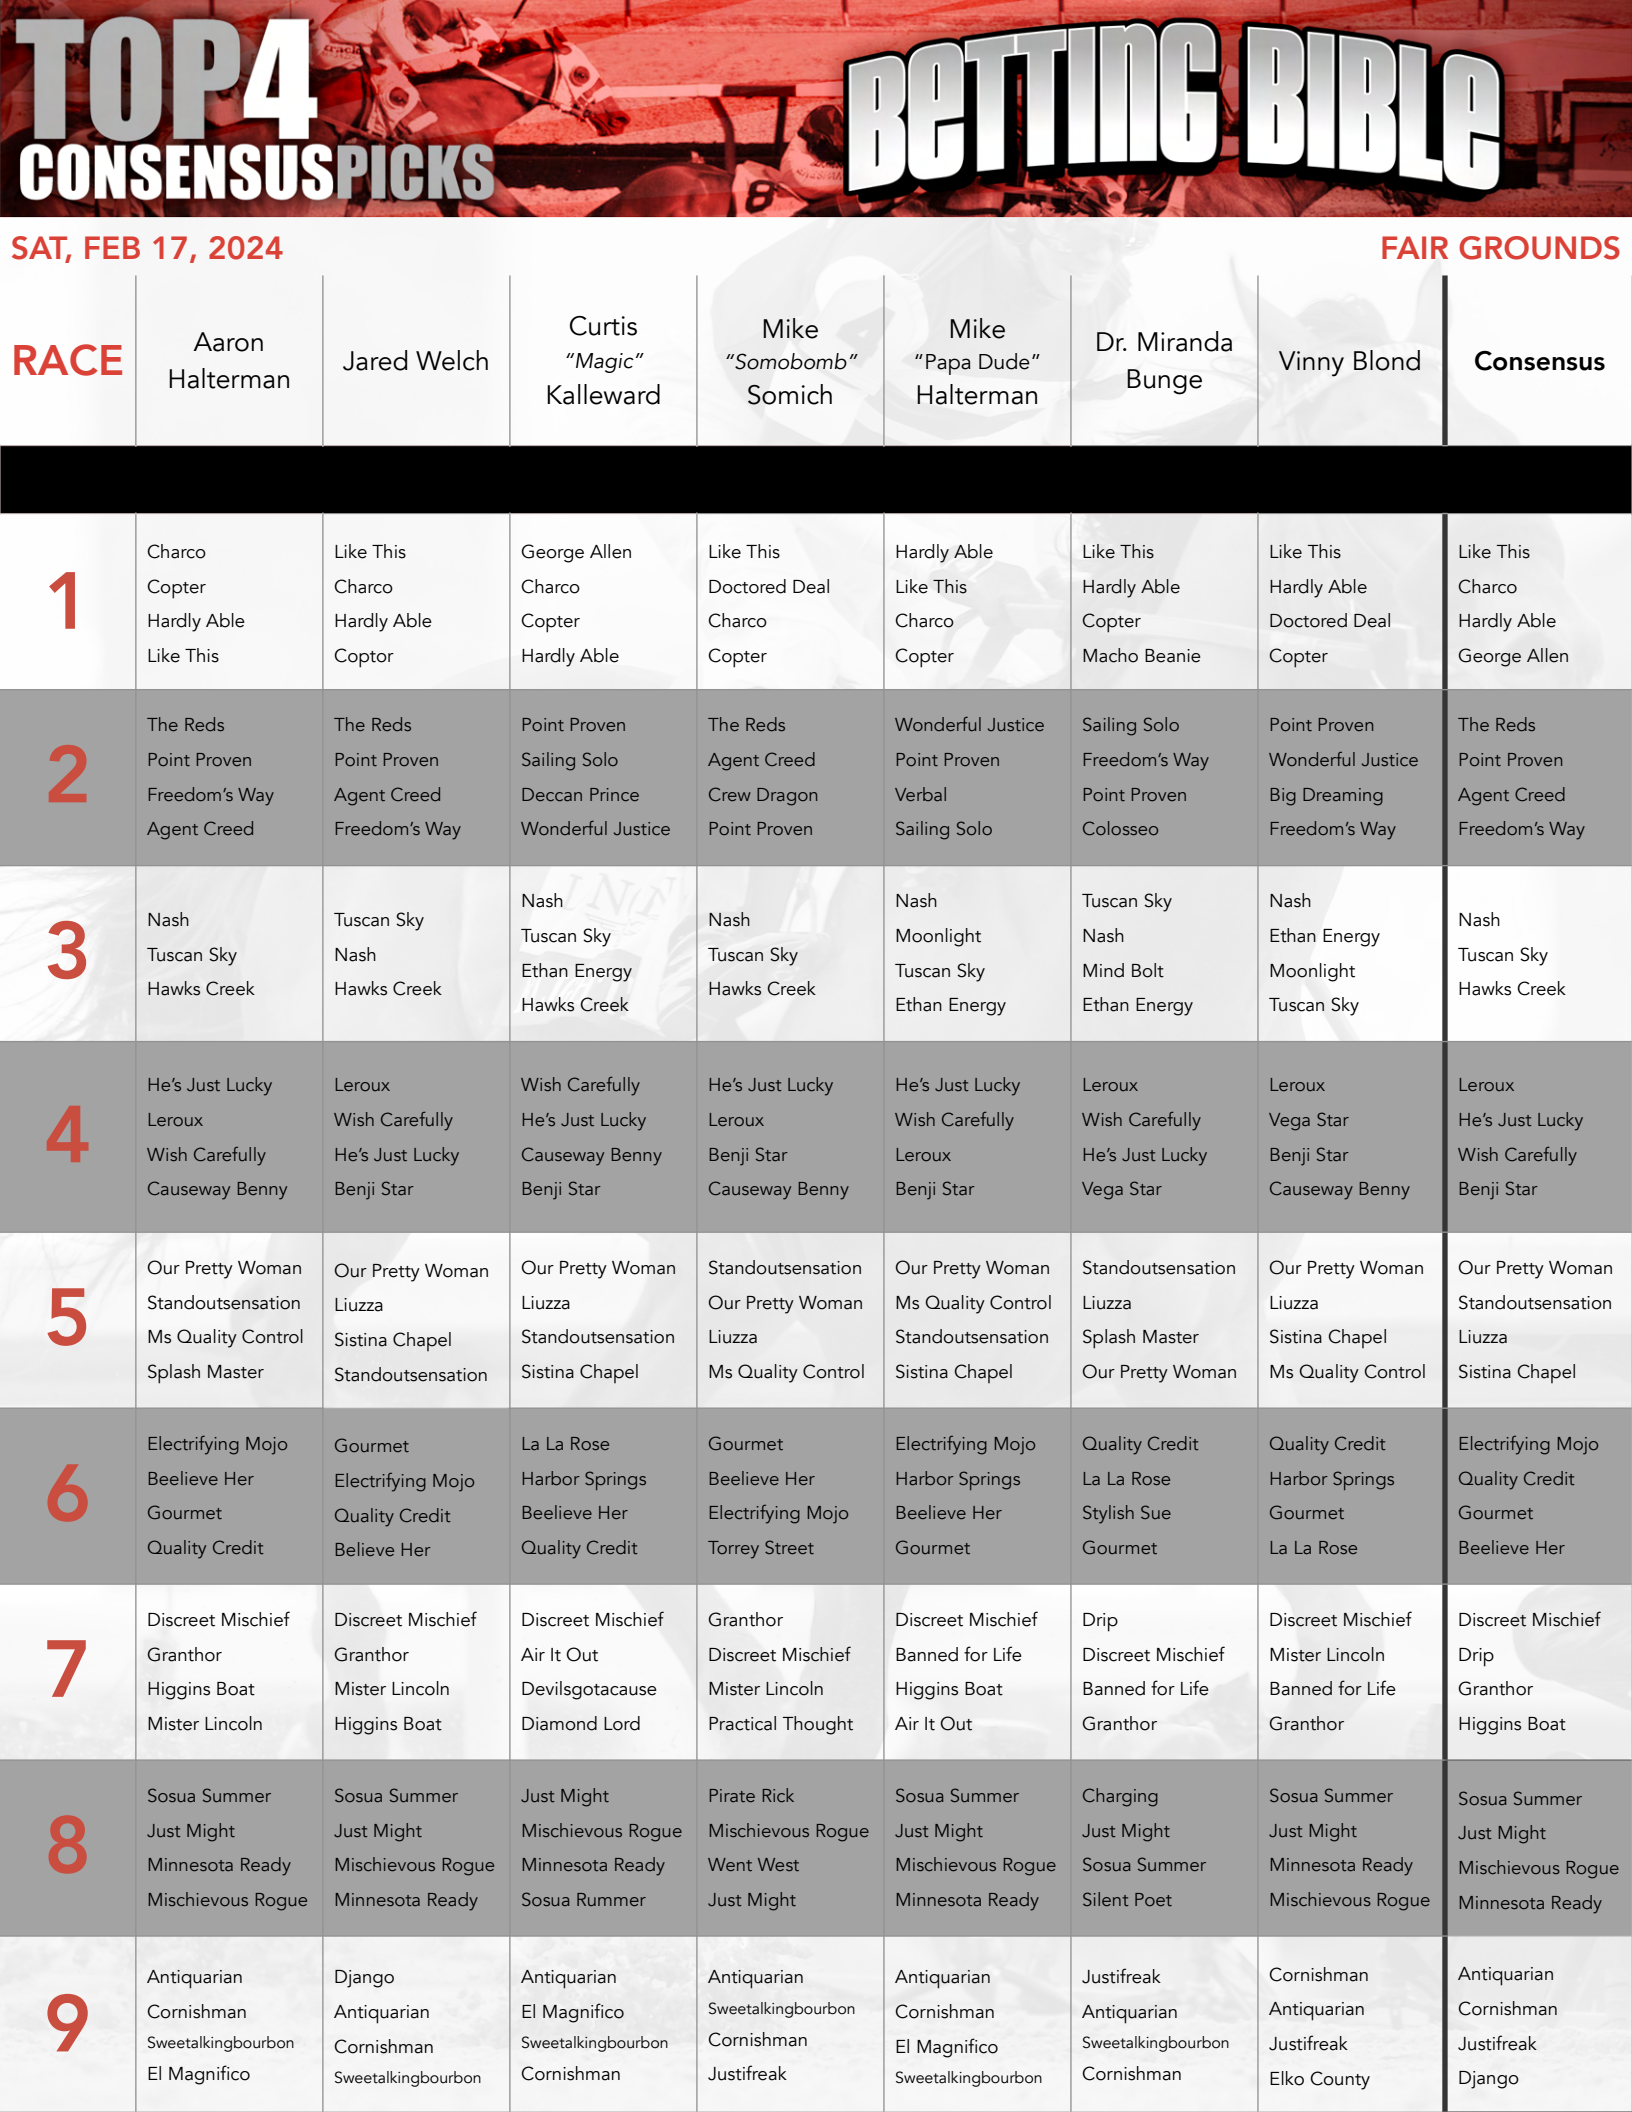 TOP4
CONSENSUSPICKS
BETTING BIBLE
8
SAT, FEB 17, 2024
FAIR GROUNDS
RACE
Aaron
Halterman
Jared Welch
Curtis
“Magic”
Kalleward
Mike
“Somobomb”
Somich
Mike
“Papa Dude”
Halterman
Dr. Miranda
Bunge
Vinny Blond
Consensus
1
Charco
Copter
Hardly Able
Like This
Like This
Charco
Hardly Able
Coptor
George Allen
Charco
Copter
Hardly Able
Like This
Doctored Deal
Charco
Copter
Hardly Able
Like This
Charco
Copter
Like This
Hardly Able
Copter
Macho Beanie
Like This
Hardly Able
Doctored Deal
Copter
Like This
Charco
Hardly Able
George Allen
2
The Reds
Point Proven
Freedom’s Way
Agent Creed
The Reds
Point Proven
Agent Creed
Freedom’s Way
Point Proven
Sailing Solo
Deccan Prince
Wonderful Justice
The Reds
Agent Creed
Crew Dragon
Point Proven
Wonderful Justice
Point Proven
Verbal
Sailing Solo
Sailing Solo
Freedom’s Way
Point Proven
Colosseo
Point Proven
Wonderful Justice
Big Dreaming
Freedom’s Way
The Reds
Point Proven
Agent Creed
Freedom’s Way
3
Nash
Tuscan Sky
Hawks Creek
Tuscan Sky
Nash
Hawks Creek
Nash
Tuscan Sky
Ethan Energy
Hawks Creek
Nash
Tuscan Sky
Hawks Creek
Nash
Moonlight
Tuscan Sky
Ethan Energy
Tuscan Sky
Nash
Mind Bolt
Ethan Energy
Nash
Ethan Energy
Moonlight
Tuscan Sky
Nash
Tuscan Sky
Hawks Creek
4
He’s Just Lucky
Leroux
Wish Carefully
Causeway Benny
Leroux
Wish Carefully
He’s Just Lucky
Benji Star
Wish Carefully
He’s Just Lucky
Causeway Benny
Benji Star
He’s Just Lucky
Leroux
Benji Star
Causeway Benny
He’s Just Lucky
Wish Carefully
Leroux
Benji Star
Leroux
Wish Carefully
He’s Just Lucky
Vega Star
Leroux
Vega Star
Benji Star
Causeway Benny
Leroux
He’s Just Lucky
Wish Carefully
Benji Star
5
Our Pretty Woman
Standoutsensation
Ms Quality Control
Splash Master
Our Pretty Woman
Liuzza
Sistina Chapel
Standoutsensation
Our Pretty Woman
Liuzza
Standoutsensation
Sistina Chapel
Standoutsensation
Our Pretty Woman
Liuzza
Ms Quality Control
Our Pretty Woman
Ms Quality Control
Standoutsensation
Sistina Chapel
Standoutsensation
Liuzza
Splash Master
Our Pretty Woman
Our Pretty Woman
Liuzza
Sistina Chapel
Ms Quality Control
Our Pretty Woman
Standoutsensation
Liuzza
Sistina Chapel
6
Electrifying Mojo
Beelieve Her
Gourmet
Quality Credit
Gourmet
Electrifying Mojo
Quality Credit
Believe Her
La La Rose
Harbor Springs
Beelieve Her
Quality Credit
Gourmet
Beelieve Her
Electrifying Mojo
Torrey Street
Electrifying Mojo
Harbor Springs
Beelieve Her
Gourmet
Quality Credit
La La Rose
Stylish Sue
Gourmet
Quality Credit
Harbor Springs
Gourmet
La La Rose
Electrifying Mojo
Quality Credit
Gourmet
Beelieve Her
7
Discreet Mischief
Granthor
Higgins Boat
Mister Lincoln
Discreet Mischief
Granthor
Mister Lincoln
Higgins Boat
Discreet Mischief
Air It Out
Devilsgotacause
Diamond Lord
Granthor
Discreet Mischief
Mister Lincoln
Practical Thought
Discreet Mischief
Banned for Life
Higgins Boat
Air It Out
Drip
Discreet Mischief
Banned for Life
Granthor
Discreet Mischief
Mister Lincoln
Banned for Life
Granthor
Discreet Mischief
Drip
Granthor
Higgins Boat
8
Sosua Summer
Just Might
Minnesota Ready
Mischievous Rogue
Sosua Summer
Just Might
Mischievous Rogue
Minnesota Ready
Just Might
Mischievous Rogue
Minnesota Ready
Sosua Rummer
Pirate Rick
Mischievous Rogue
Went West
Just Might
Sosua Summer
Just Might
Mischievous Rogue
Minnesota Ready
Charging
Just Might
Sosua Summer
Silent Poet
Sosua Summer
Just Might
Minnesota Ready
Mischievous Rogue
Sosua Summer
Just Might
Mischievous Rogue
Minnesota Ready
9
Antiquarian
Cornishman
Sweetalkingbourbon
El Magnifico
Django
Antiquarian
Cornishman
Sweetalkingbourbon
Antiquarian
El Magnifico
Sweetalkingbourbon
Cornishman
Antiquarian
Sweetalkingbourbon
Cornishman
Justifreak
Antiquarian
Cornishman
El Magnifico
Sweetalkingbourbon
Justifreak
Antiquarian
Sweetalkingbourbon
Cornishman
Cornishman
Antiquarian
Justifreak
Elko County
Antiquarian
Cornishman
Justifreak
Django